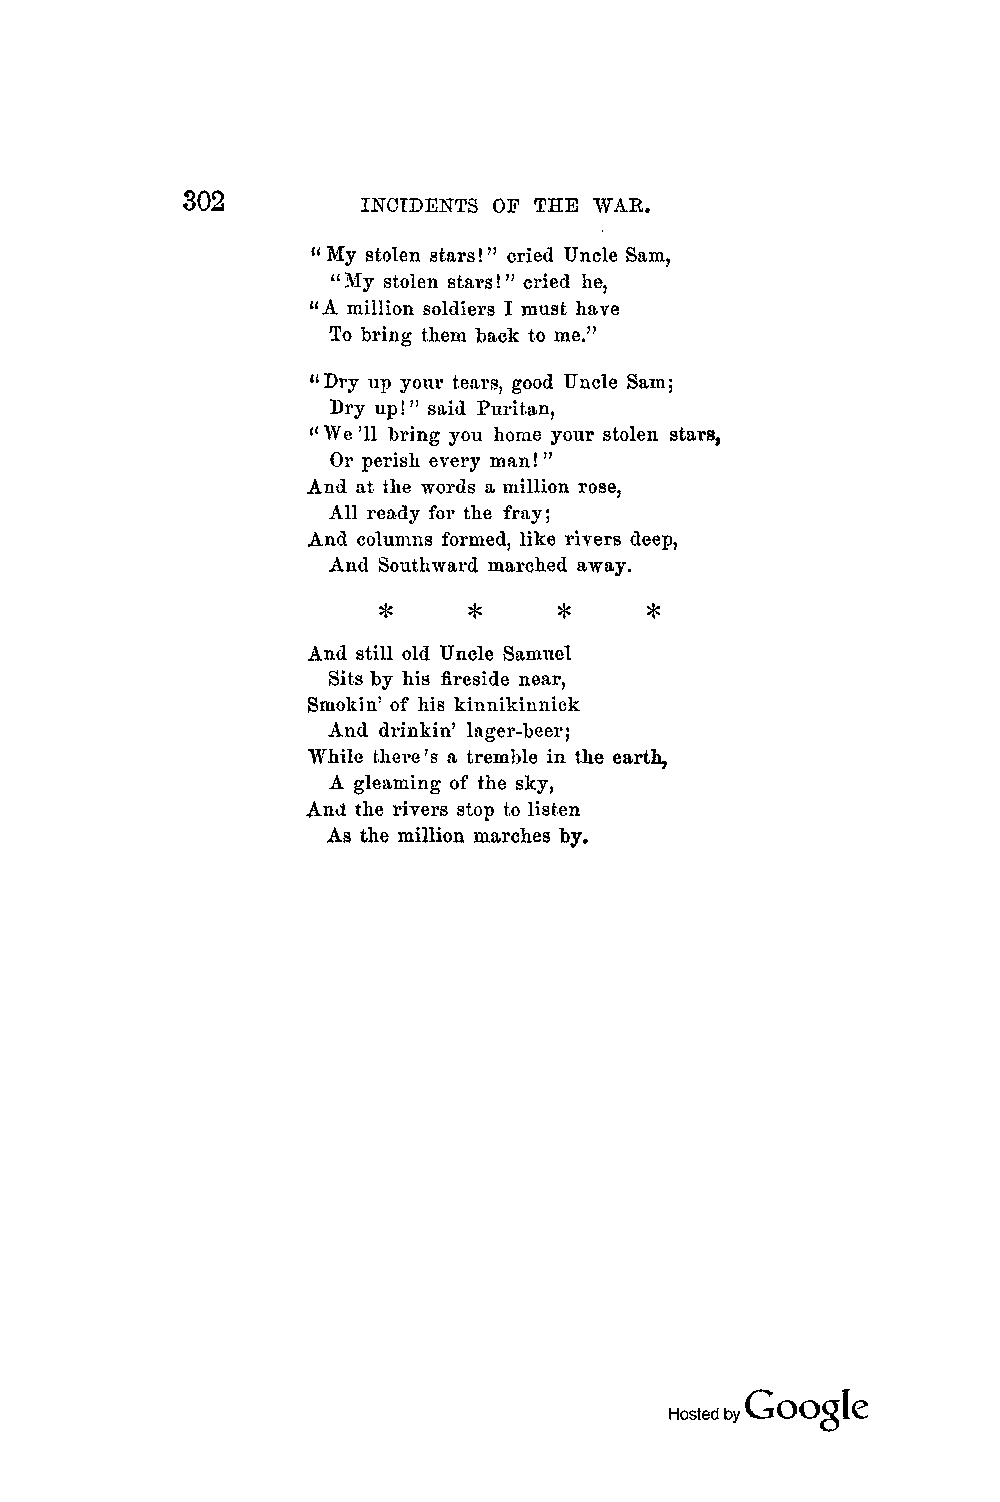 302 INCIDENTS OF THE WAR.
"My stolen stars!" cried Uncle Sam,
"My stolen stars!" cried he,
"A million soldiers I must have
To bring them back to me."
"Dry up your tears, good Uncle Sam;
Dry up!" said Puritan,
"We'll bring you home your stolen stars,
Or perish every man!"
And at the words a million rose,
All ready for the fray;
And columns formed, like rivers deep,
And Southward marched away.
* * * *
And still old Uncle Samuel
Sits by his fireside near,
Smokin' of his kinnikinnick
And drinkin' lager-beer;
While there's a tremble in the earth,
A gleaming of the sky,
And the rivers stop to listen
As the million marches by.
Hosted by Google